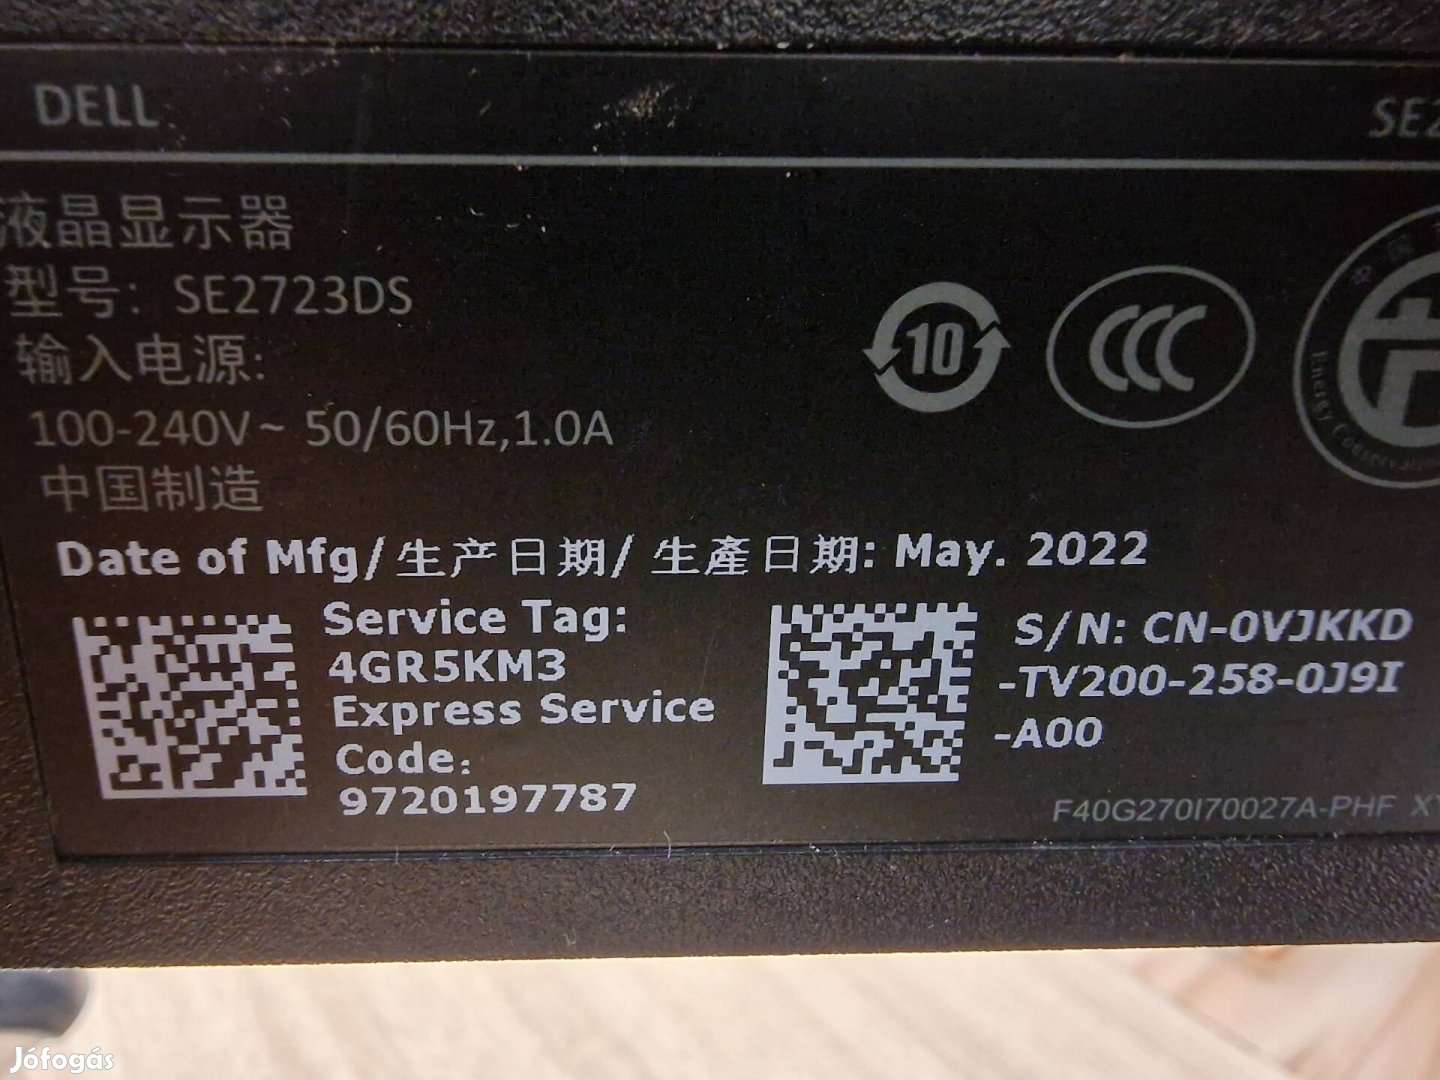 DELL
液晶显示器
型号: SE2723DS
输入电源:
100-240V~ 50/60Hz,1.0A
中国制造
10
CCC
Energy Conservation
Date of Mfg/生产日期/ 生產日期: May. 2022
Service Tag:
4GR5KM3
Express Service
Code:
9720197787
S/N: CN-0VJKKD
-TV200-258-0J9I
-A00
F40G270I70027A-PHF
Jófogás